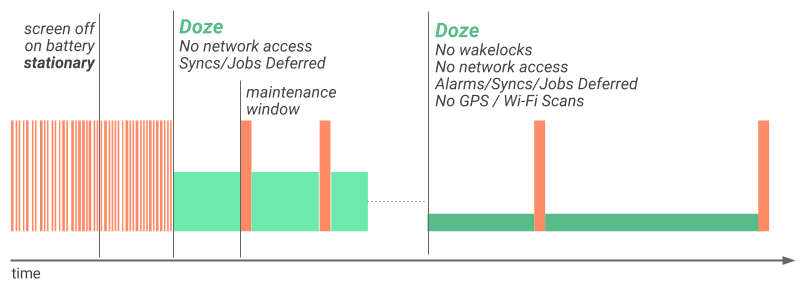 screen off
on battery
stationary
Doze
No network access
Syncs/Jobs Deferred
maintenance
window
Doze
No wakelocks
No network access
Alarms/Syncs/Jobs Deferred
No GPS / Wi-Fi Scans
time